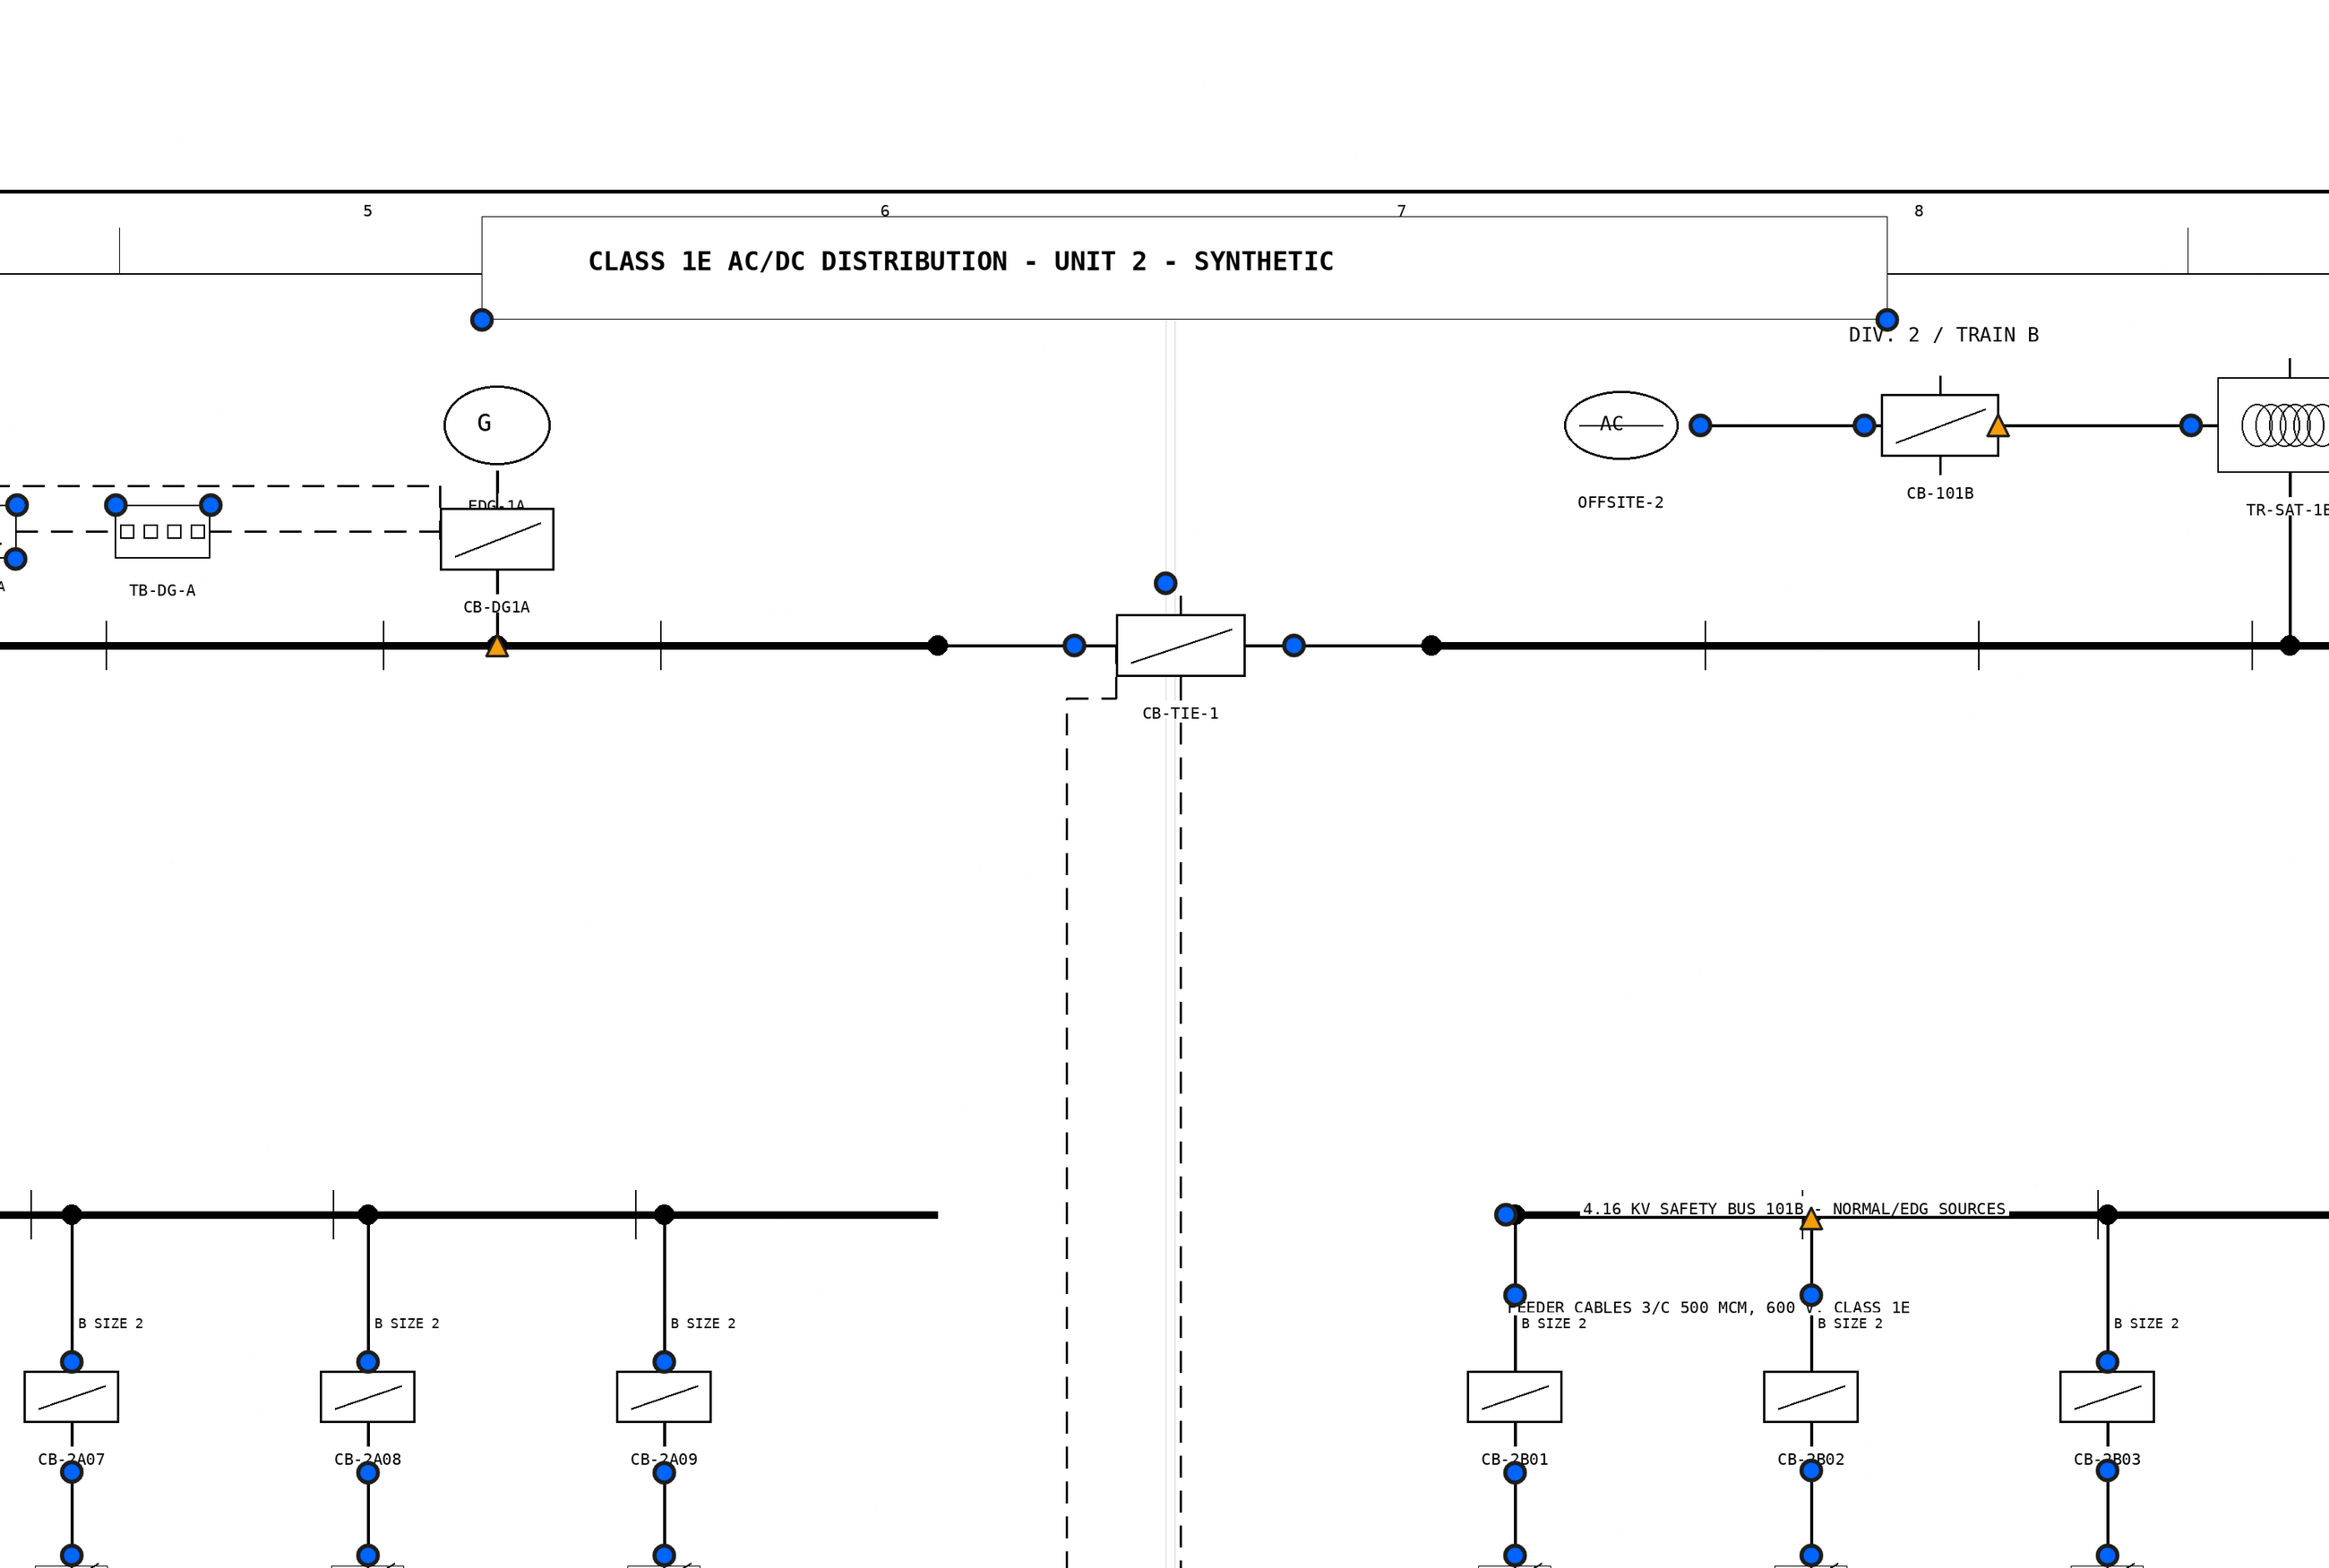 5 6 7 8
CLASS 1E AC/DC DISTRIBUTION - UNIT 2 - SYNTHETIC
DIV. 2 / TRAIN B
G
AC
CB-101B
OFFSITE-2
EDG-1A
TR-SAT-1B
A
TB-DG-A
CB-DG1A
CB-TIE-1
4.16 KV SAFETY BUS 101B - NORMAL/EDG SOURCES
FEEDER CABLES 3/C 500 MCM, 600 V. CLASS 1E
B SIZE 2 B SIZE 2 B SIZE 2 B SIZE 2 B SIZE 2 B SIZE 2
CB-2A07 CB-2A08 CB-2A09 CB-2B01 CB-2B02 CB-2B03